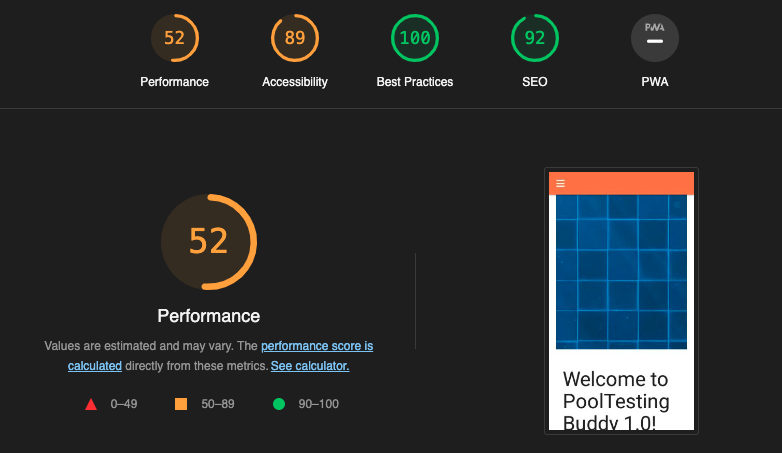 52
89
100
92
PWA
Performance
Accessibility
Best Practices
SEO
PWA
52
Performance
Values are estimated and may vary. The performance score is
calculated directly from these metrics. See calculator.
0–49
50–89
90–100
Welcome to
PoolTesting
Buddy 1.0!